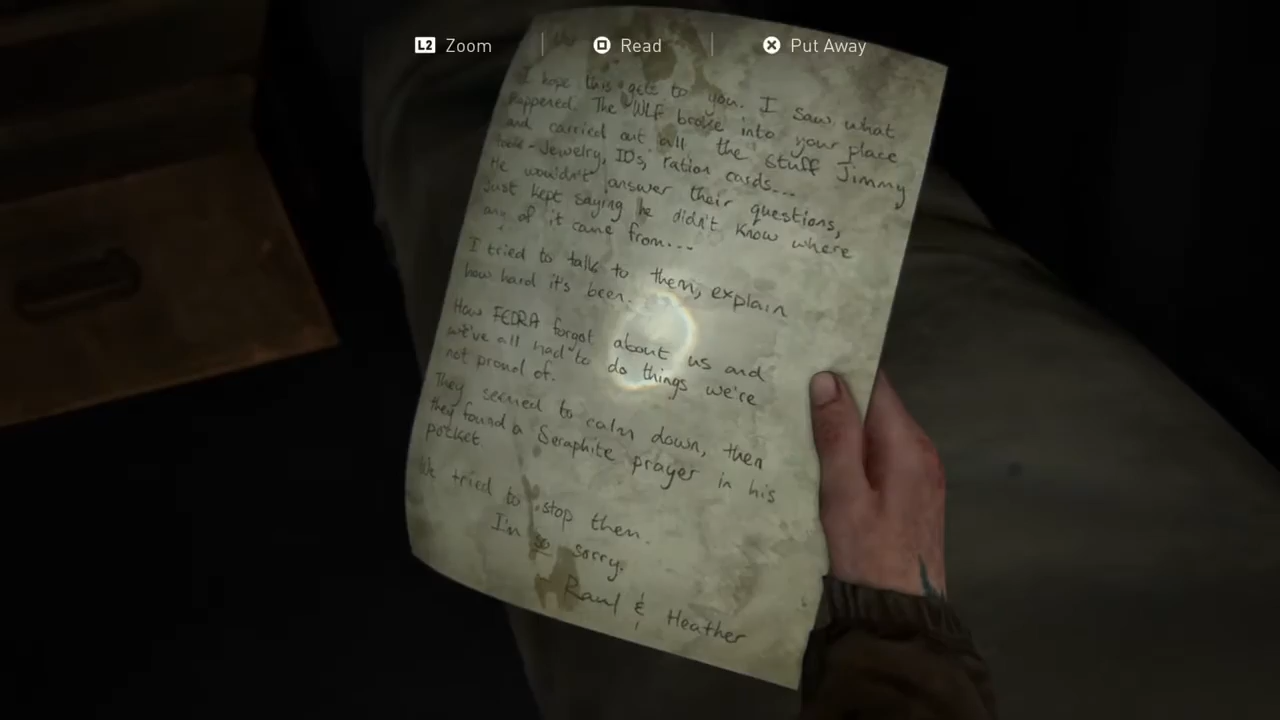 L2 Zoom
Read
Put Away
I hope this gets to you. I saw what
happened. The WLF broke into your place
and carried out all the stuff Jimmy
took - Jewelry, IDs, ration cards...
He wouldn't answer their questions,
Just kept saying he didn't know where
any of it came from...
I tried to talk to them, explain
how hard it's been.
How FEDRA forgot about us and
we've all had to do things we're
not proud of.
They seemed to calm down, then
they found a Seraphite prayer in his
pocket.
We tried to stop them.
I'm so sorry.
Raul & Heather